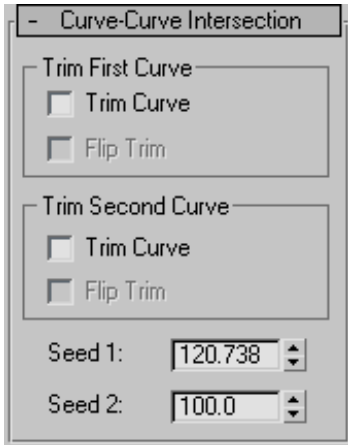 - Curve-Curve Intersection
Trim First Curve
Trim Curve
Flip Trim
Trim Second Curve
Trim Curve
Flip Trim
Seed 1: 120.738
Seed 2: 100.0